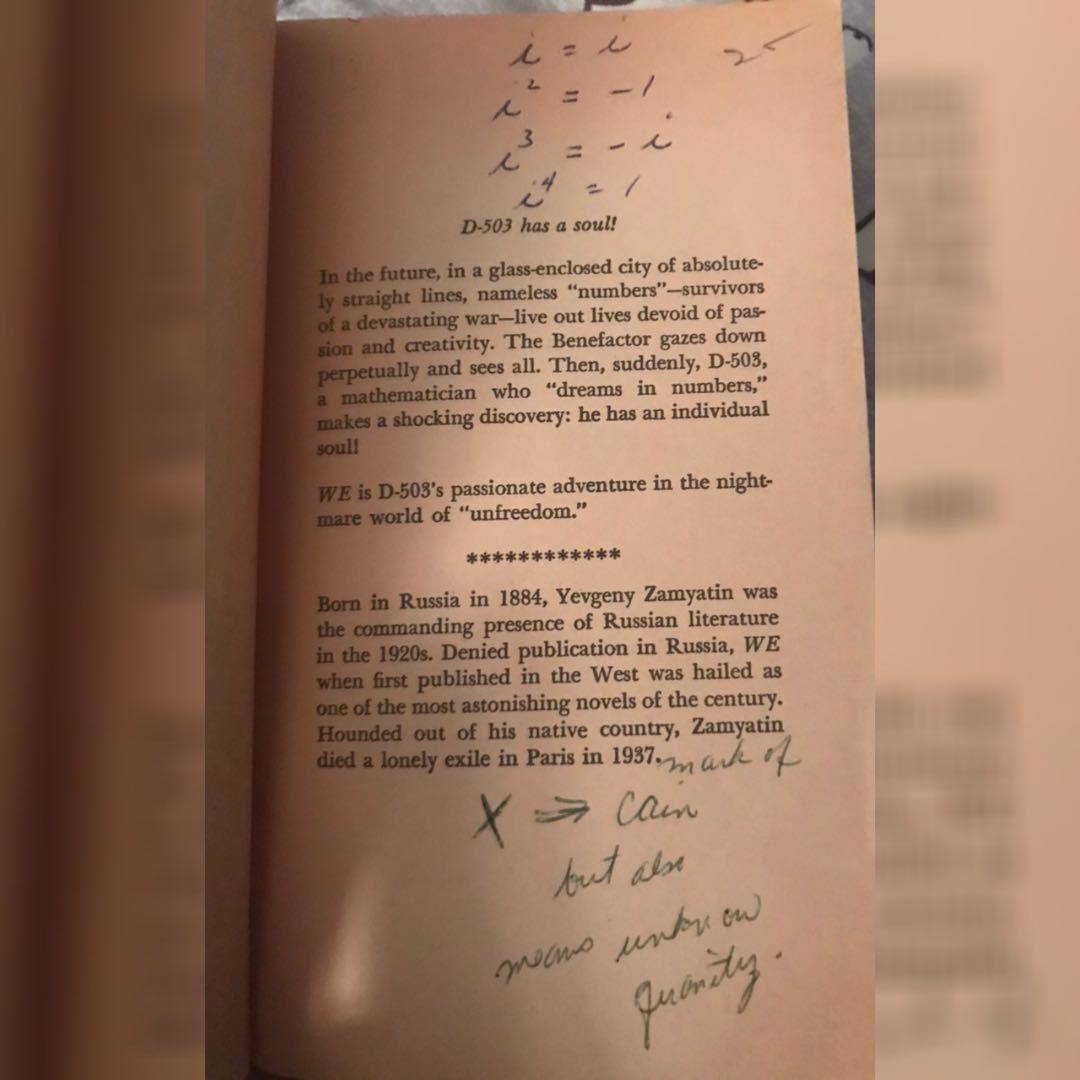 i = i
i² = -1
i³ = -i
i⁴ = 1
D-503 has a soul!
In the future, in a glass-enclosed city of absolute-
ly straight lines, nameless “numbers”—survivors
of a devastating war—live out lives devoid of pas-
sion and creativity. The Benefactor gazes down
perpetually and sees all. Then, suddenly, D-503,
a mathematician who “dreams in numbers,”
makes a shocking discovery: he has an individual
soul!
WE is D-503’s passionate adventure in the night-
mare world of “unfreedom.”
************
Born in Russia in 1884, Yevgeny Zamyatin was
the commanding presence of Russian literature
in the 1920s. Denied publication in Russia, WE
when first published in the West was hailed as
one of the most astonishing novels of the century.
Hounded out of his native country, Zamyatin
died a lonely exile in Paris in 1937.
mark of
X ⇒ Cain
but also
means unknown
quanity.